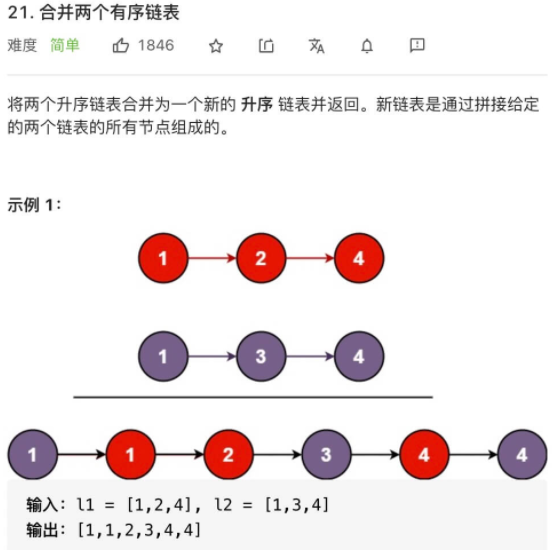 21. 合并两个有序链表
难度 简单 1846
将两个升序链表合并为一个新的 升序 链表并返回。新链表是通过拼接给定
的两个链表的所有节点组成的。
示例 1：
1 2 4
1 3 4
1 1 2 3 4 4
输入：l1 = [1,2,4], l2 = [1,3,4]
输出：[1,1,2,3,4,4]